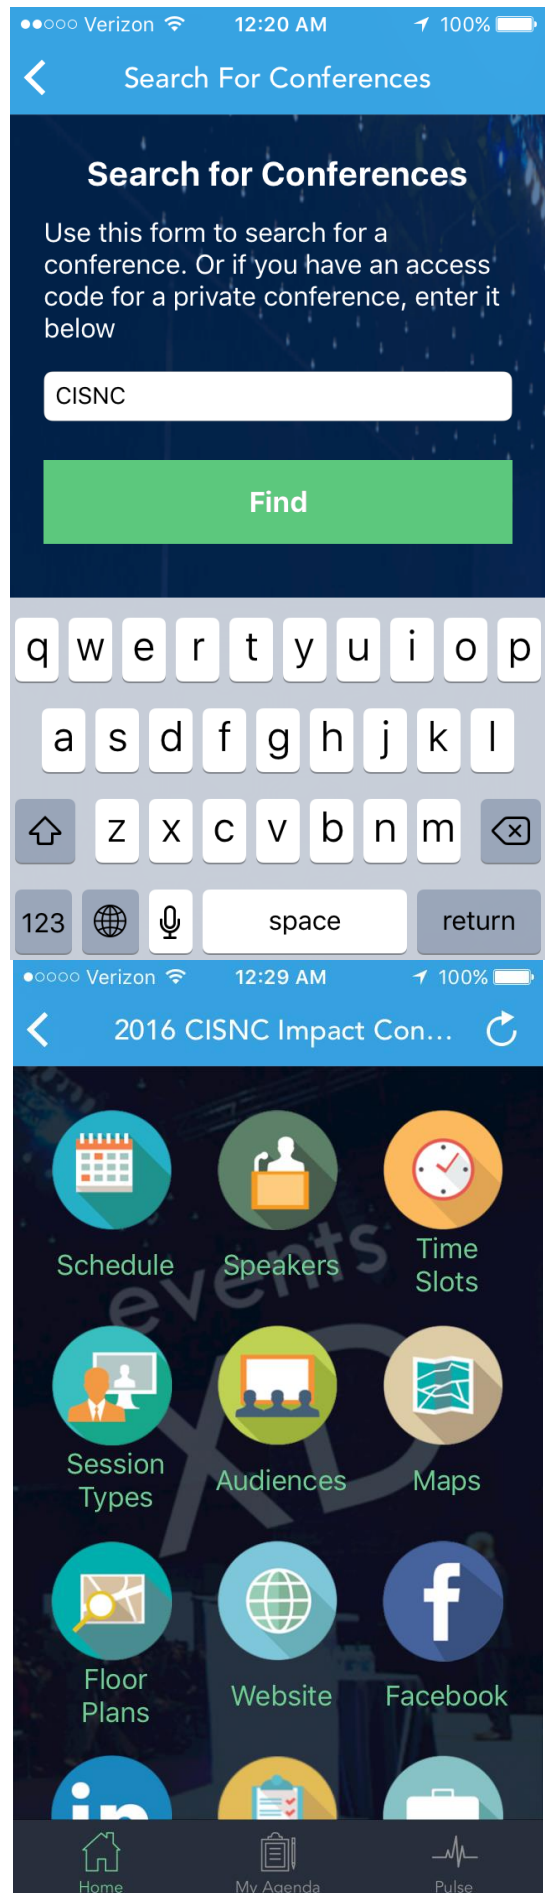 Verizon 12:20 AM 100%
Search For Conferences
Search for Conferences
Use this form to search for a
conference. Or if you have an access
code for a private conference, enter it
below
CISNC
Find
q w e r t y u i o p
a s d f g h j k l
z x c v b n m
123 space return
Verizon 12:29 AM 100%
2016 CISNC Impact Con...
events
XD
Schedule Speakers Time
Slots
Session
Types Audiences Maps
f
Floor
Plans Website Facebook
in
Home My Agenda Pulse